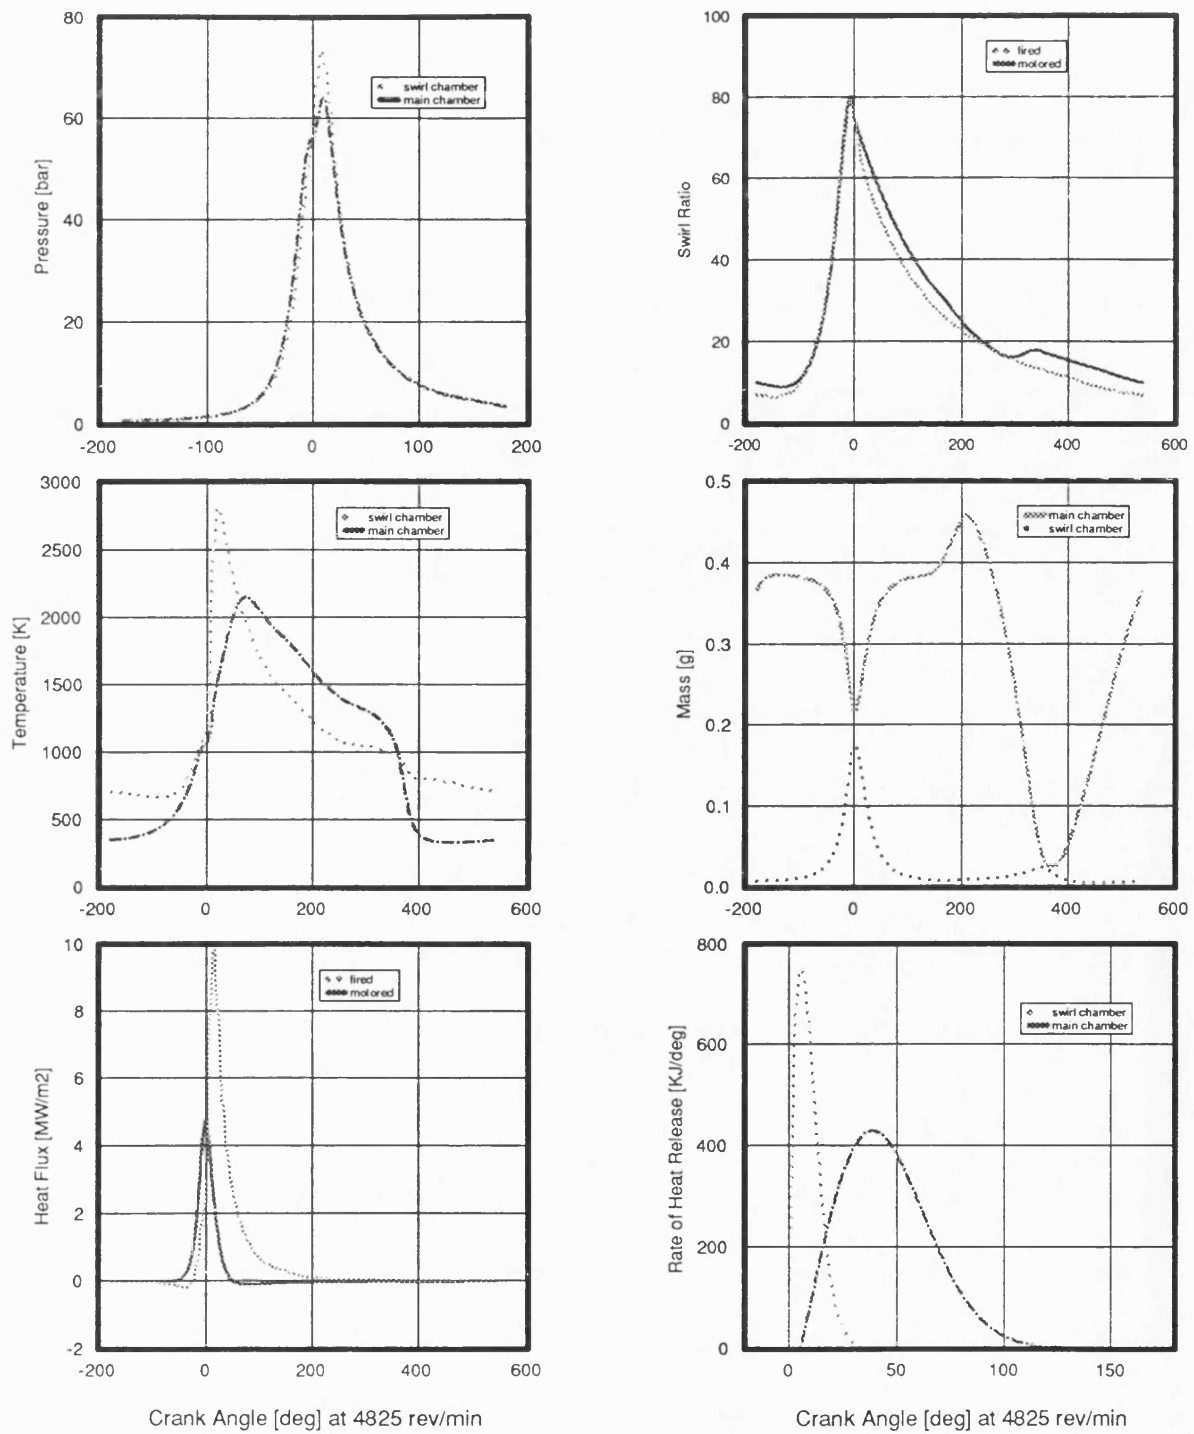 80
60
40
20
0
-200 -100 0 100 200
Pressure [bar]
swirl chamber
main chamber
100
80
60
40
20
0
-200 0 200 400 600
Swirl Ratio
fired
motored
3000
2500
2000
1500
1000
500
0
-200 0 200 400 600
Temperature [K]
swirl chamber
main chamber
0.5
0.4
0.3
0.2
0.1
0.0
-200 0 200 400 600
Mass [g]
main chamber
swirl chamber
10
8
6
4
2
0
-2
-200 0 200 400 600
Heat Flux [MW/m2]
fired
motored
Crank Angle [deg] at 4825 rev/min
800
600
400
200
0
0 50 100 150
Rate of Heat Release [KJ/deg]
swirl chamber
main chamber
Crank Angle [deg] at 4825 rev/min